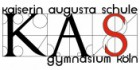 kaiserin augusta schule
KAS
gymnasium köln